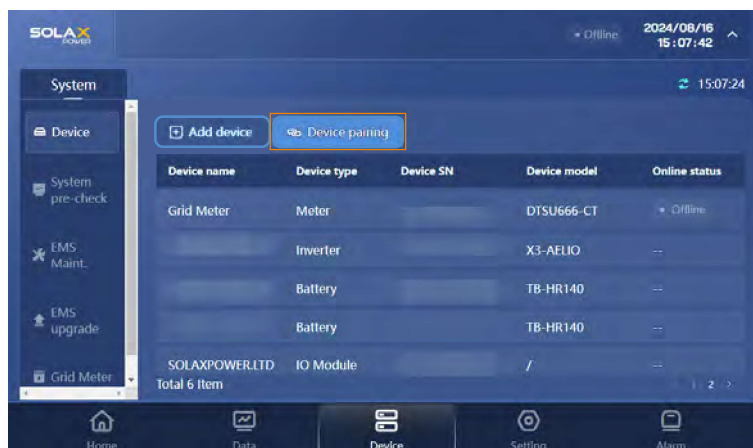 SOLAX
POWER
Offline
2024/08/16
15:07:42
System
15:07:24
Device
Add device
Device pairing
Device name Device type Device SN Device model Online status
System
pre-check
Grid Meter Meter DTSU666-CT Offline
EMS
Maint.
Inverter X3-AELIO --
Battery TB-HR140 --
EMS
upgrade
Battery TB-HR140 --
SOLAXPOWER.LTD IO Module / --
Grid Meter
Total 6 Item
2
Home Data Device Setting Alarm